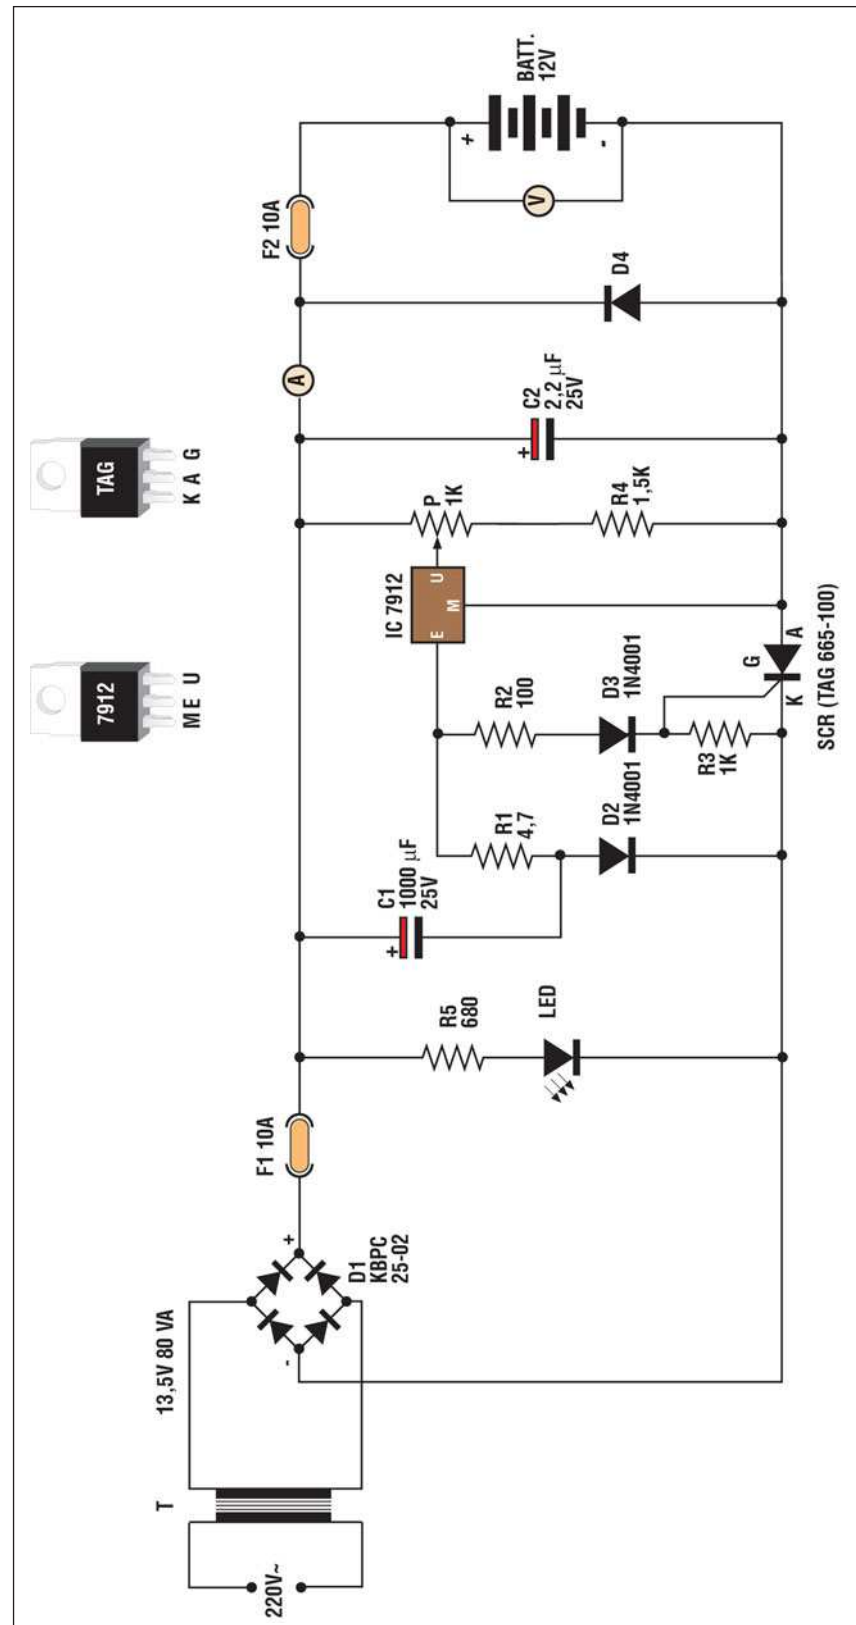 T
220V~
13,5V 80 VA
+
-
D1
KBPC
25-02
F1 10A
R5
680
LED
+
C1
1000 µF
25V
R1
4,7
D2
1N4001
R2
100
D3
1N4001
R3
1K
G
K
A
SCR (TAG 665-100)
IC 7912
E
M
U
P
1K
R4
1,5K
+
C2
2,2 µF
25V
A
D4
F2 10A
V
+
-
BATT.
12V
7912
M E U
TAG
K A G